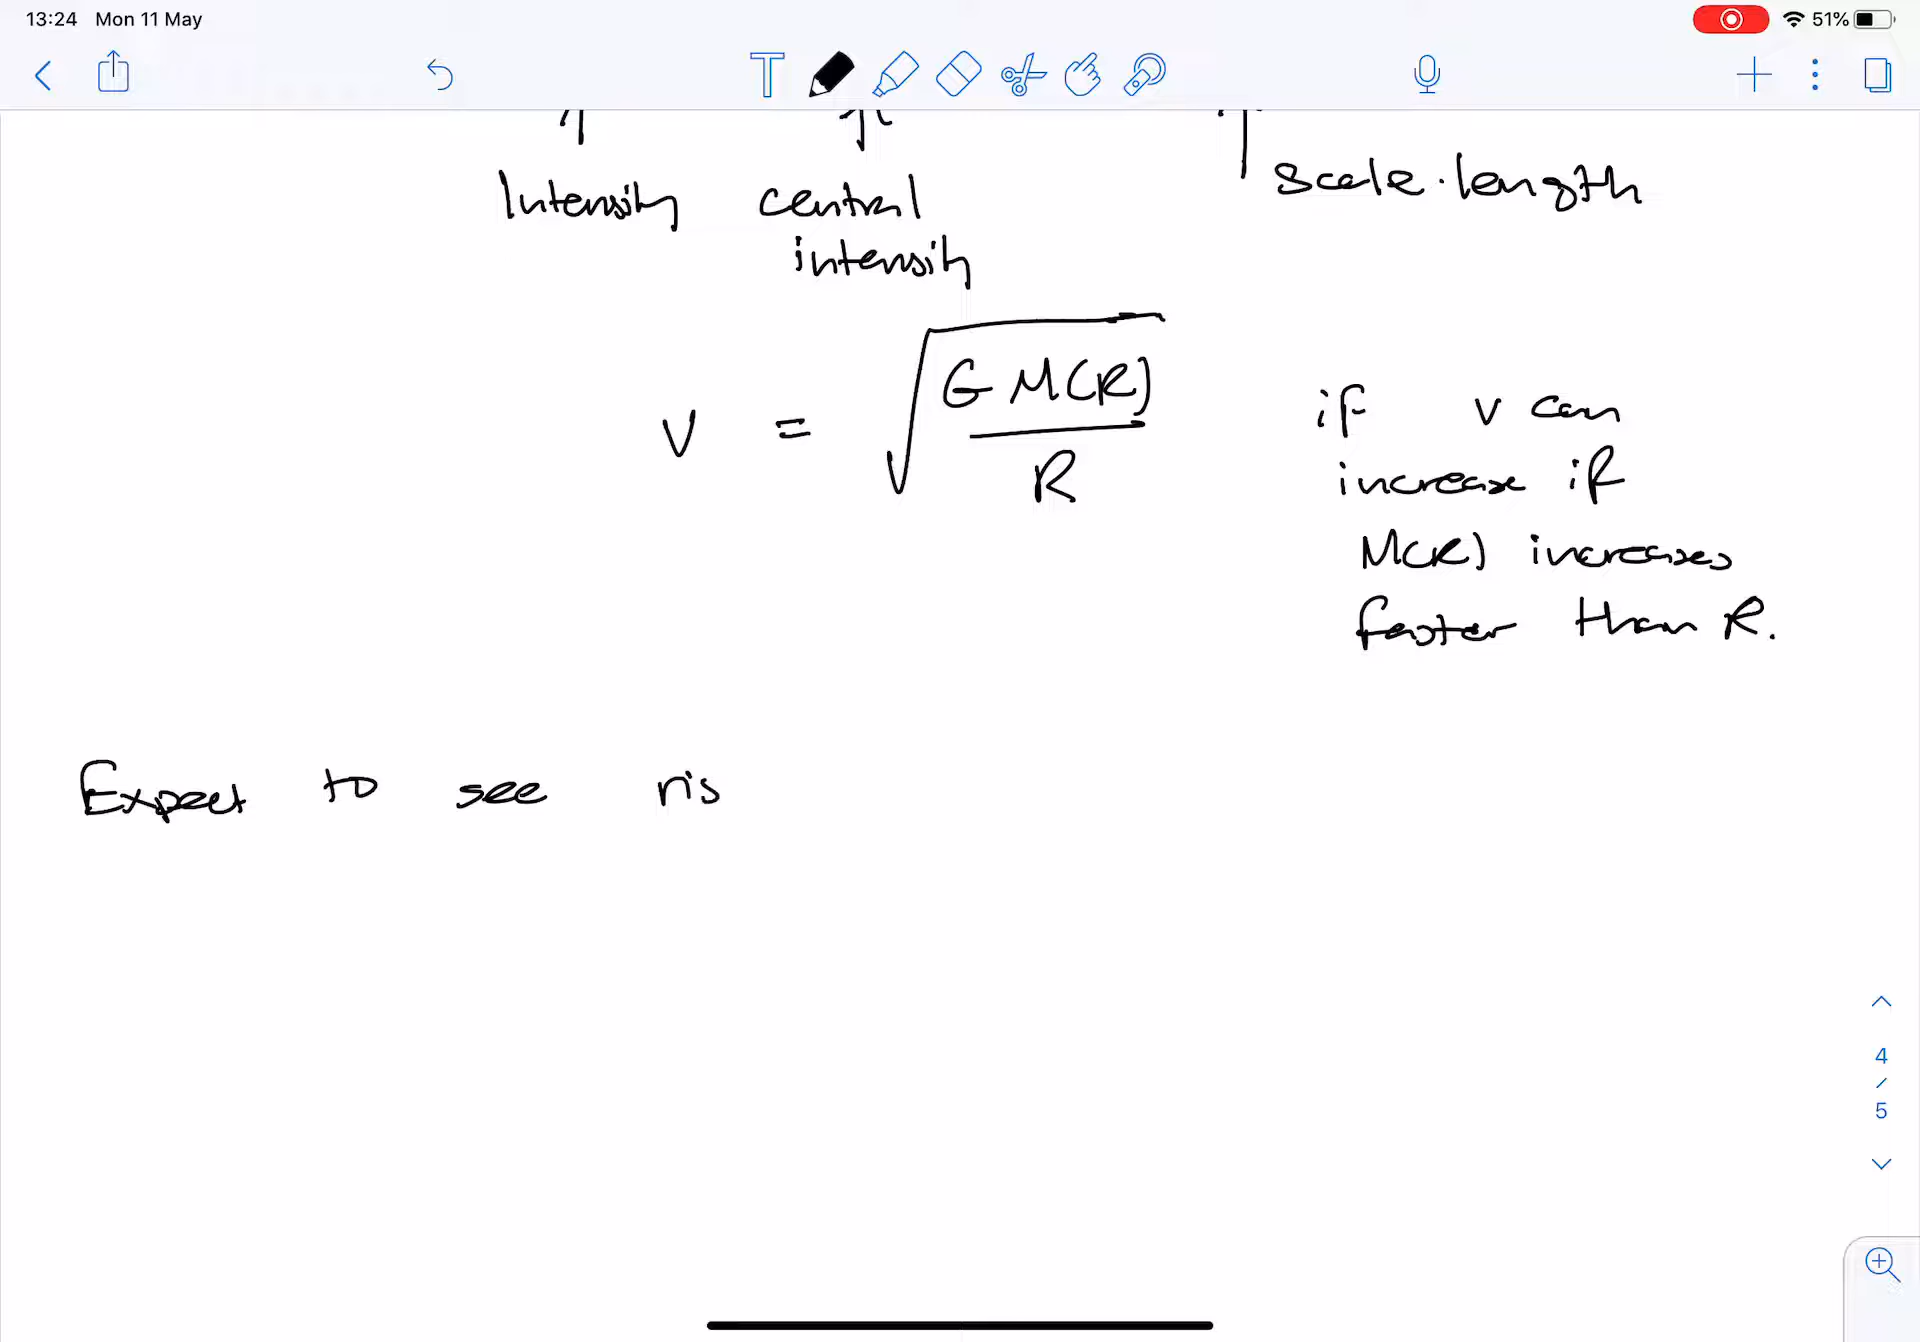 13:24 Mon 11 May 51%
T
Intensity central scale.length
intensity
v = √(G M(R) / R)
if v can
increase if
M(R) increases
faster than R.
Expect to see ris
4
/
5